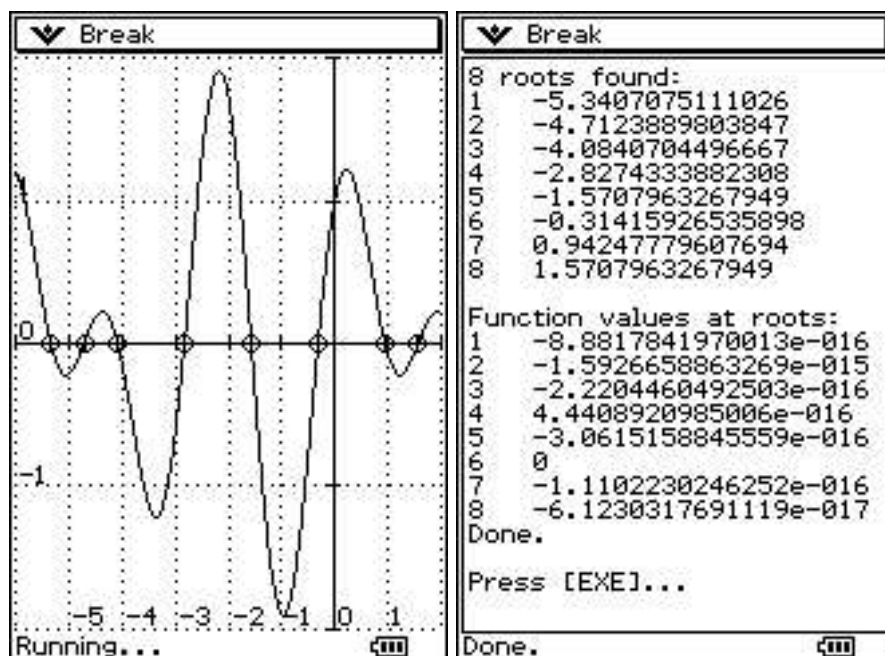 Break
0
-1
-5 -4 -3 -2 -1 0 1
Running...
Break
8 roots found:
1 -5.3407075111026
2 -4.7123889803847
3 -4.0840704496667
4 -2.8274333882308
5 -1.5707963267949
6 -0.31415926535898
7 0.94247779607694
8 1.5707963267949
Function values at roots:
1 -8.8817841970013e-016
2 -1.5926658863269e-015
3 -2.2204460492503e-016
4 4.4408920985006e-016
5 -3.0615158845559e-016
6 0
7 -1.1102230246252e-016
8 -6.1230317691119e-017
Done.
Press [EXE]...
Done.